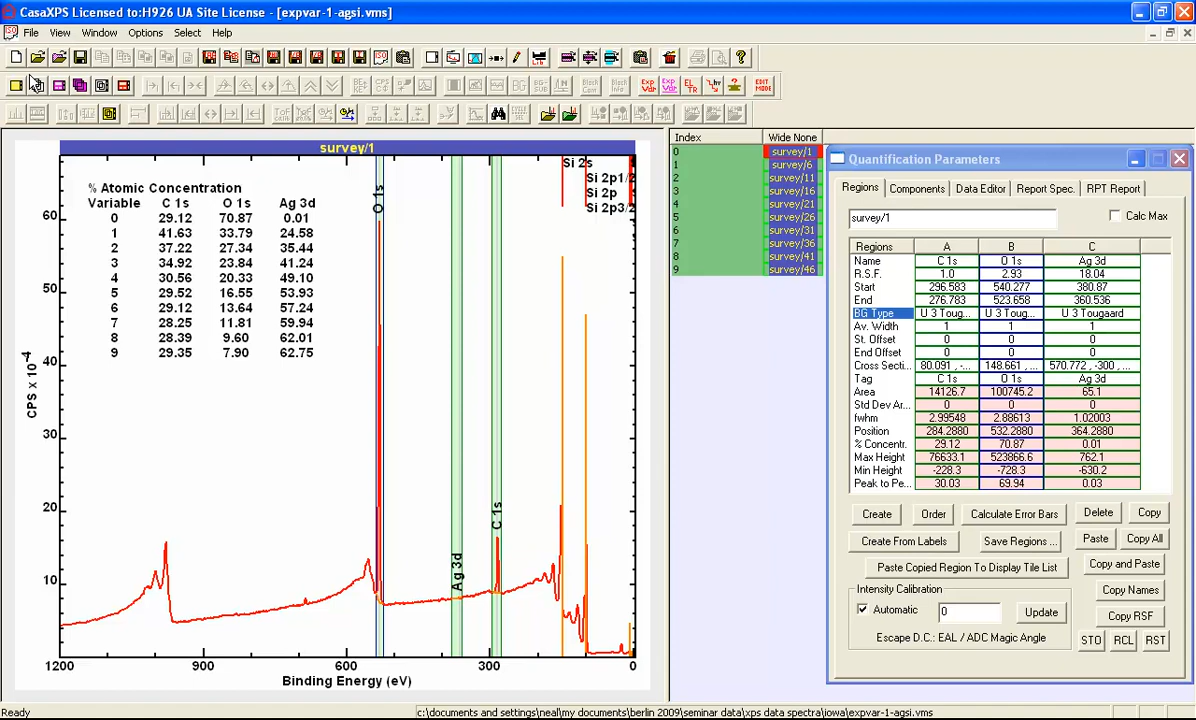 CasaXPS Licensed to:H926 UA Site License - [expvar-1-agsi.vms]
File View Window Options Select Help
survey/1
% Atomic Concentration
Variable C 1s O 1s Ag 3d
0 29.12 70.87 0.01
1 41.63 33.79 24.58
2 37.22 27.34 35.44
3 34.92 23.84 41.24
4 30.56 20.33 49.10
5 29.52 16.55 53.93
6 29.12 13.64 57.24
7 28.25 11.81 59.94
8 28.39 9.60 62.01
9 29.35 7.90 62.75
O 1s
Ag 3d
C 1s
Si 2s
Si 2p1/2
Si 2p
Si 2p3/2
CPS x 10-4
60
50
40
30
20
10
1200 900 600 300 0
Binding Energy (eV)
Index Wide None
0 survey/1
1 survey/6
2 survey/11
3 survey/16
4 survey/21
5 survey/26
6 survey/31
7 survey/36
8 survey/41
9 survey/46
Quantification Parameters
Regions Components Data Editor Report Spec. RPT Report
survey/1 Calc Max
Regions A B C
Name C 1s O 1s Ag 3d
R.S.F. 1.0 2.93 18.04
Start 296.583 540.277 380.87
End 276.783 523.658 360.536
BG Type U 3 Toug... U 3 Toug... U 3 Tougaard
Av. Width 1 1 1
St. Offset 0 0 0
End Offset 0 0 0
Cross Secti... 80.091 , -... 148.661 , ... 570.772 , -300 , ...
Tag C 1s O 1s Ag 3d
Area 14126.7 100745.2 65.1
Std Dev Ar... 0 0 0
fwhm 2.99548 2.88613 1.02003
Position 284.2880 532.2880 364.2880
% Concentr. 29.12 70.87 0.01
Max Height 76633.1 523866.6 762.1
Min Height -228.3 -728.3 -630.2
Peak to Pe... 30.03 69.94 0.03
Create Order Calculate Error Bars Delete Copy
Create From Labels Save Regions ... Paste Copy All
Paste Copied Region To Display Tile List Copy and Paste
Intensity Calibration Copy Names
Automatic 0 Update Copy RSF
Escape D.C.: EAL / ADC Magic Angle STO RCL RST
Ready c:\documents and settings\neal\my documents\berlin 2009\seminar data\xps data spectra\iowa\expvar-1-agsi.vms